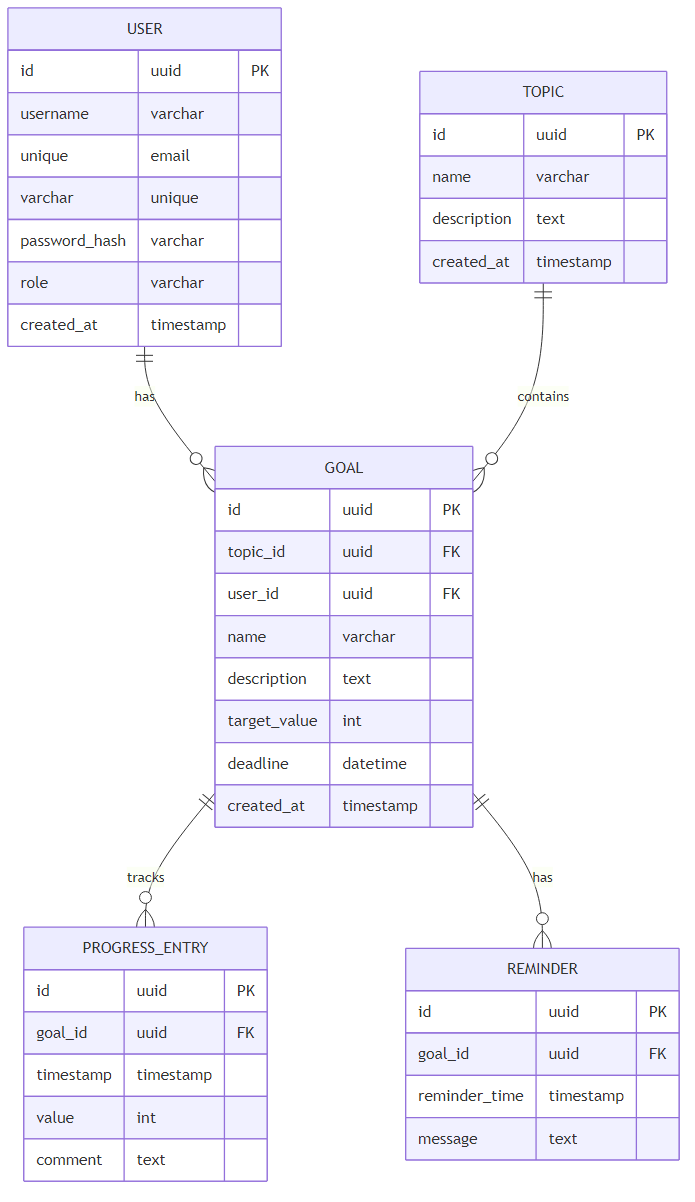 USER
id uuid PK
username varchar
unique email
varchar unique
password_hash varchar
role varchar
created_at timestamp
TOPIC
id uuid PK
name varchar
description text
created_at timestamp
has
contains
GOAL
id uuid PK
topic_id uuid FK
user_id uuid FK
name varchar
description text
target_value int
deadline datetime
created_at timestamp
tracks
has
PROGRESS_ENTRY
id uuid PK
goal_id uuid FK
timestamp timestamp
value int
comment text
REMINDER
id uuid PK
goal_id uuid FK
reminder_time timestamp
message text